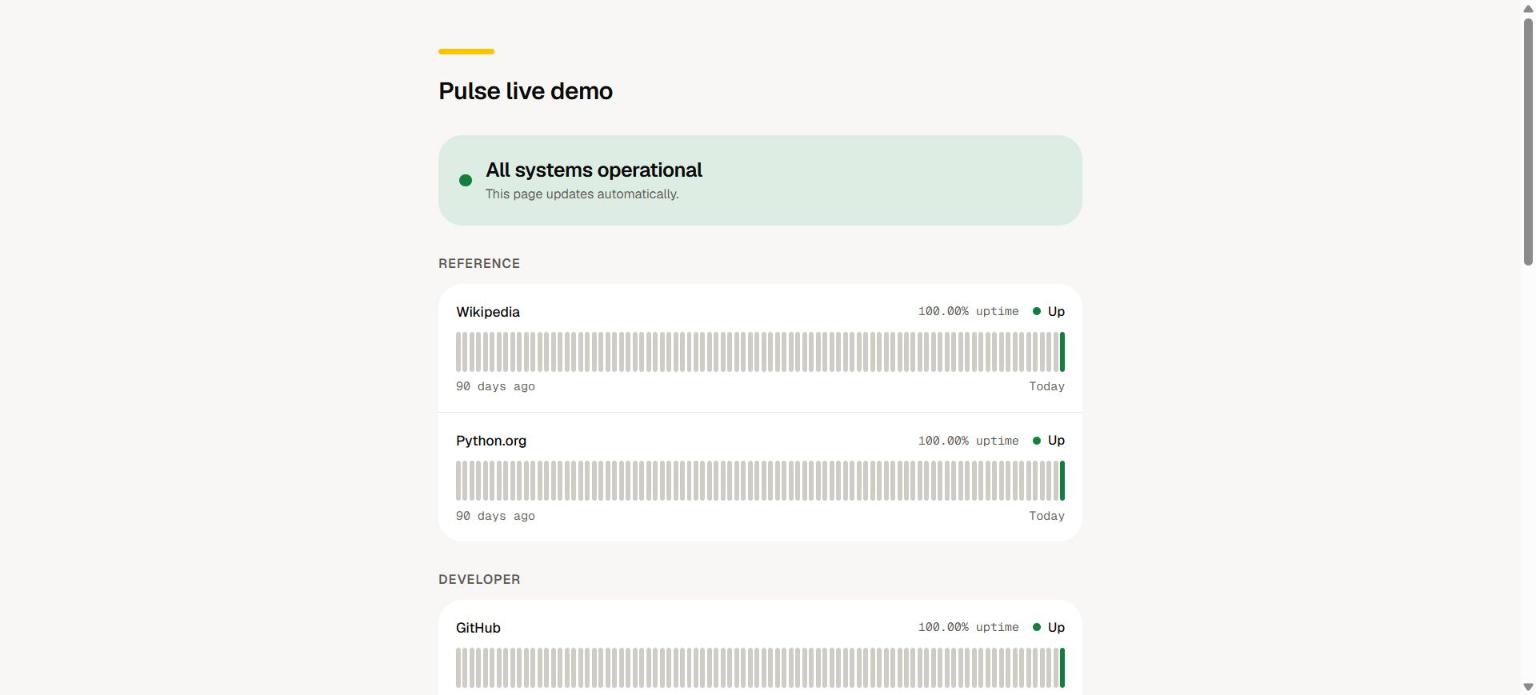 Pulse live demo
All systems operational
This page updates automatically.
REFERENCE
Wikipedia 100.00% uptime Up
90 days ago Today
Python.org 100.00% uptime Up
90 days ago Today
DEVELOPER
GitHub 100.00% uptime Up